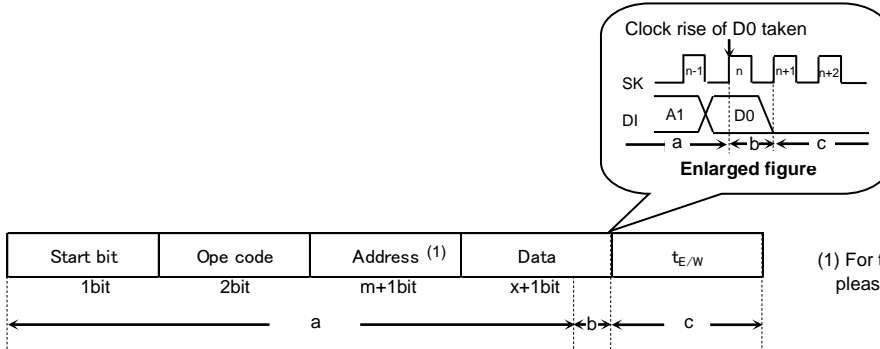 Clock rise of D0 taken
SK n-1 n n+1 n+2
DI A1 D0
a b c
Enlarged figure
Start bit Ope code Address (1) Data tE/W
1bit 2bit m+1bit x+1bit
a b c
(1) For t
pleas